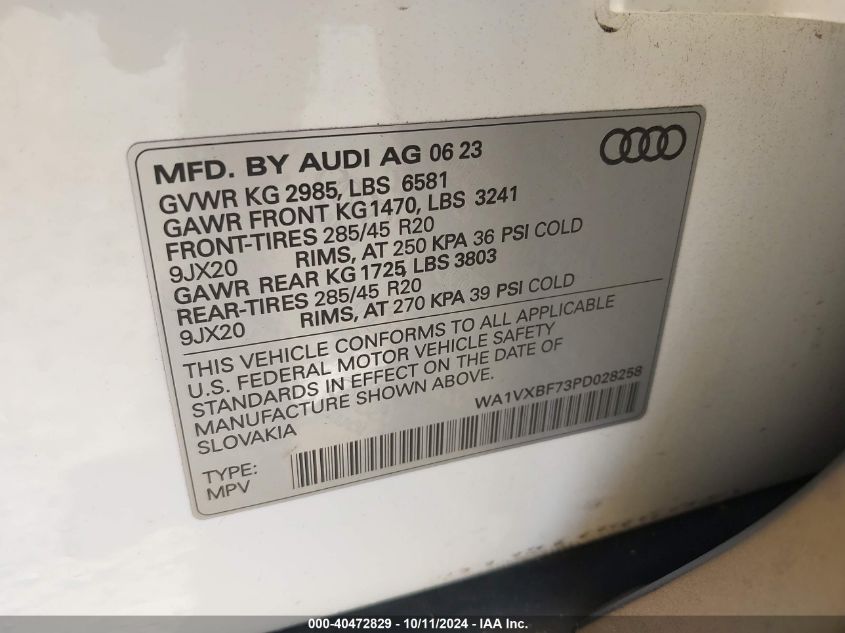 MFD. BY AUDI AG 06 23
GVWR KG 2985, LBS 6581
GAWR FRONT KG1470, LBS 3241
FRONT-TIRES 285/45 R20
9JX20 RIMS, AT 250 KPA 36 PSI COLD
GAWR REAR KG1725, LBS 3803
REAR-TIRES 285/45 R20
9JX20 RIMS, AT 270 KPA 39 PSI COLD
THIS VEHICLE CONFORMS TO ALL APPLICABLE
U.S. FEDERAL MOTOR VEHICLE SAFETY
STANDARDS IN EFFECT ON THE DATE OF
MANUFACTURE SHOWN ABOVE.
SLOVAKIA
WA1VXBF73PD028258
TYPE:
MPV
000-40472829 - 10/11/2024 - IAA Inc.